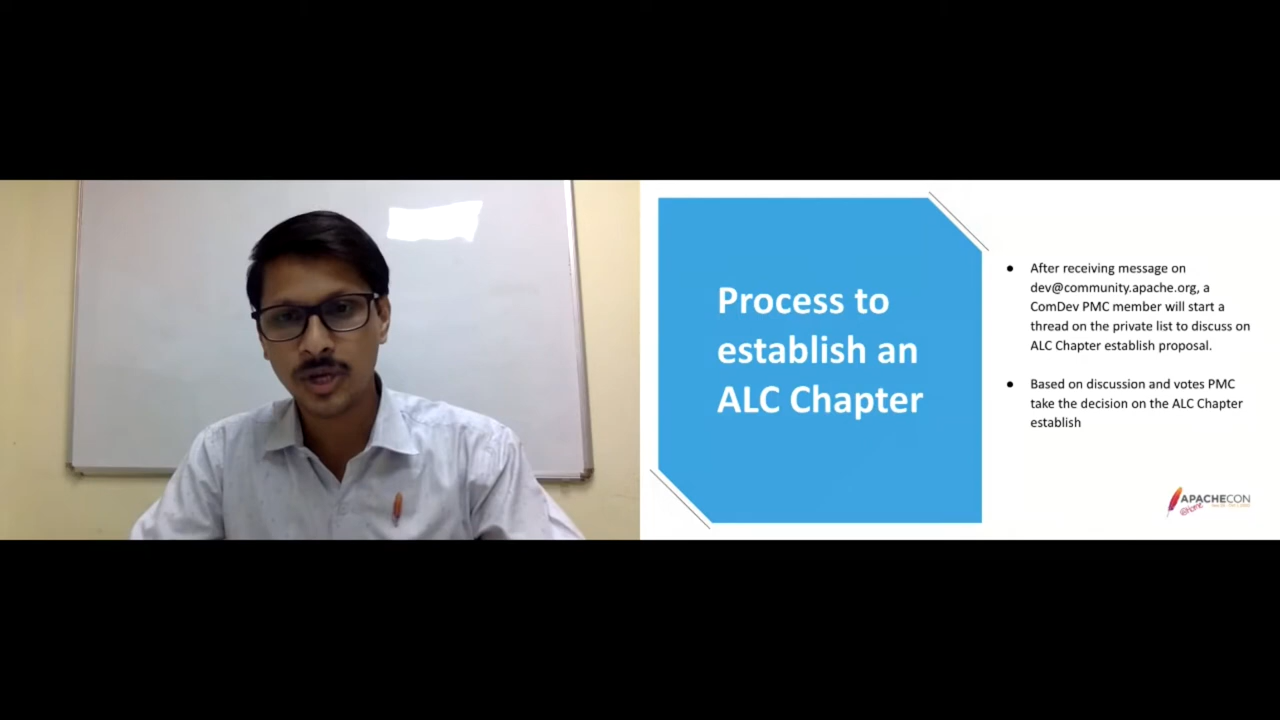 Process to
establish an
ALC Chapter
● After receiving message on
dev@community.apache.org, a
ComDev PMC member will start a
thread on the private list to discuss on
ALC Chapter establish proposal.
● Based on discussion and votes PMC
take the decision on the ALC Chapter
establish
APACHECON
@Home